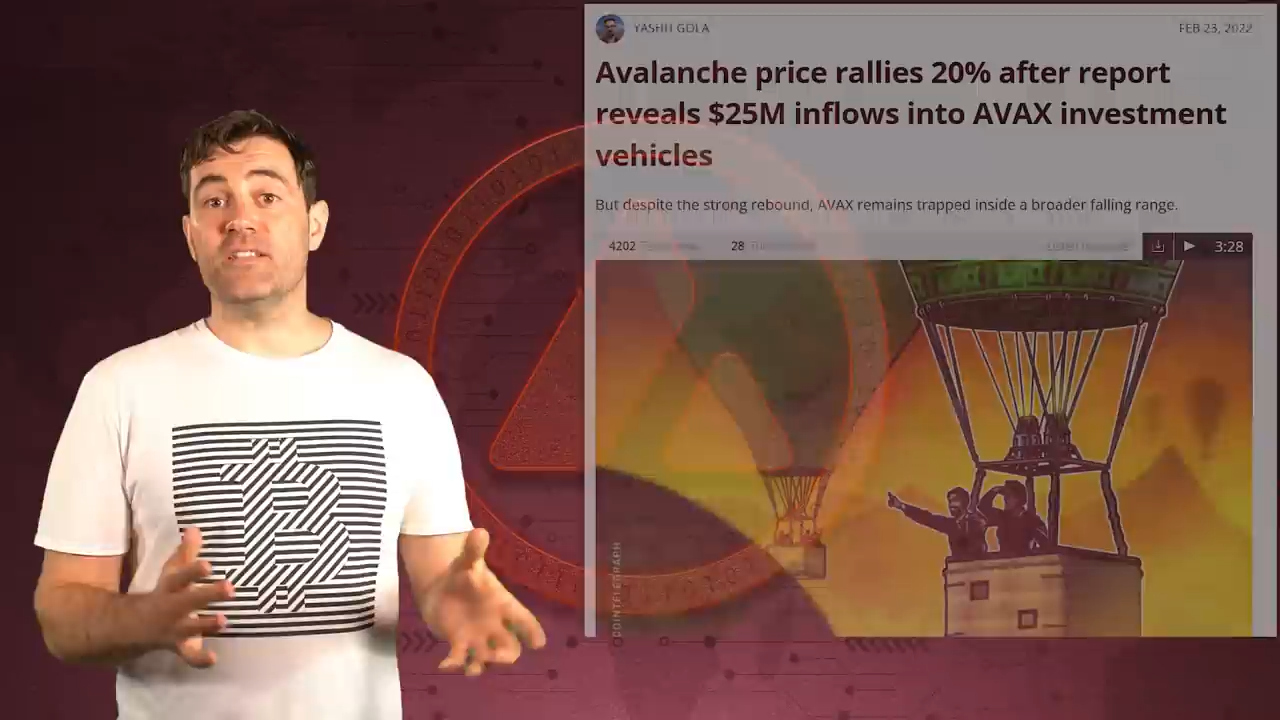 YASHU GOLA
FEB 23, 2022
Avalanche price rallies 20% after report
reveals $25M inflows into AVAX investment
vehicles
But despite the strong rebound, AVAX remains trapped inside a broader falling range.
4202
28
3:28
COINTELEGRAPH